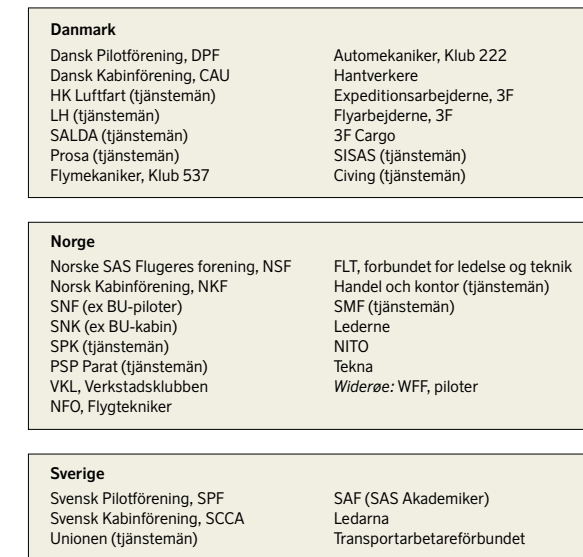 Danmark
Dansk Pilotförening, DPF
Dansk Kabinförening, CAU
HK Luftfart (tjänstemän)
LH (tjänstemän)
SALDA (tjänstemän)
Prosa (tjänstemän)
Flymekaniker, Klub 537
Automekaniker, Klub 222
Hantverkere
Expeditionsarbejderne, 3F
Flyarbejderne, 3F
3F Cargo
SISAS (tjänstemän)
Civing (tjänstemän)
Norge
Norske SAS Flugeres forening, NSF
Norsk Kabinförening, NKF
SNF (ex BU-piloter)
SNK (ex BU-kabin)
SPK (tjänstemän)
PSP Parat (tjänstemän)
VKL, Verkstadsklubben
NFO, Flygtekniker
FLT, forbundet for ledelse og teknik
Handel och kontor (tjänstemän)
SMF (tjänstemän)
Lederne
NITO
Tekna
Widerøe: WFF, piloter
Sverige
Svensk Pilotförening, SPF
Svensk Kabinförening, SCCA
Unionen (tjänstemän)
SAF (SAS Akademiker)
Ledarna
Transportarbetareförbundet